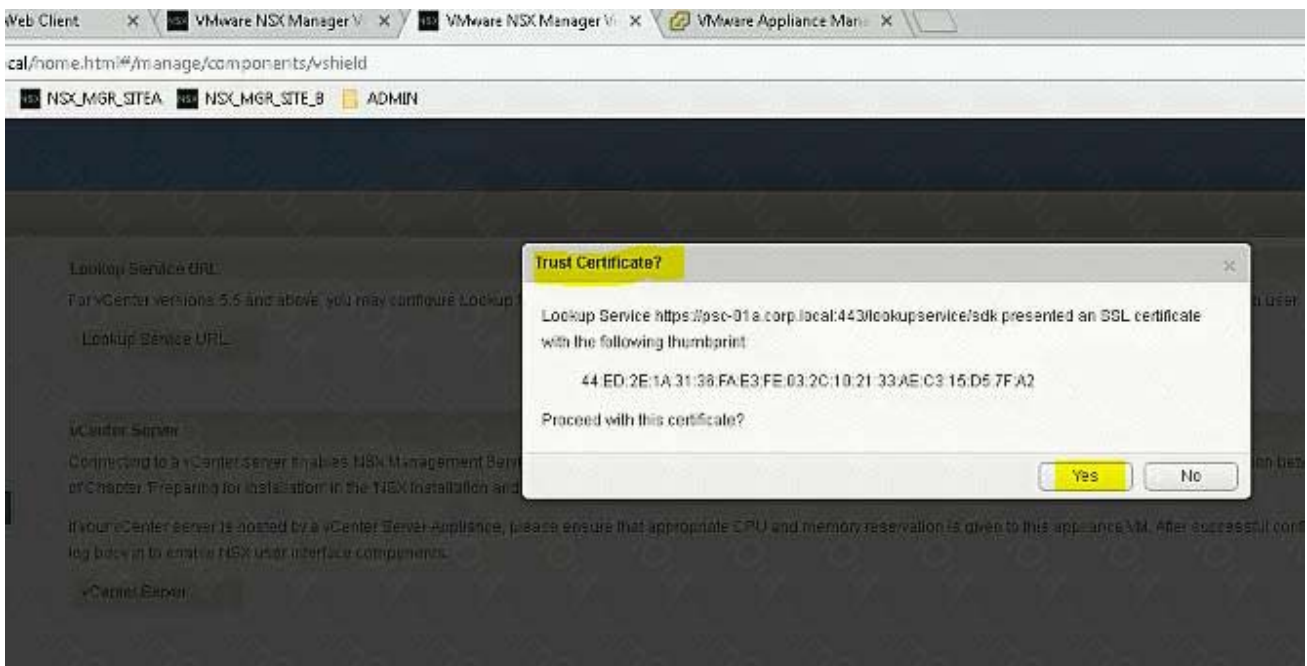 Web Client
VMware NSX Manager V
VMware NSX Manager Vi
VMware Appliance Man
cal/home.html#/manage/components/vshield
NSX_MGR_SITEA NSX_MGR_SITE_B ADMIN
Lookup Service URL
For vCenter versions 5.5 and above, you may configure Lookup
user
Lookup Service URL:
Trust Certificate?
Lookup Service https://psc-01a.corp.local:443/lookupservice/sdk presented an SSL certificate
with the following thumbprint
44:ED:2E:1A:31:36:FA:E3:FE:03:2C:10:21:33:AE:C3:15:D5:7F:A2
Proceed with this certificate?
Yes No
vCenter Server
Connecting to a vCenter server enables NSX Management
of Chapter 'Preparing for Installation' in the NSX Installation and
If your vCenter server is hosted by a vCenter Server Appliance, please ensure that appropriate CPU and memory reservation is given to this appliance VM. After successful
log back in to enable NSX user interface components.
vCenter Server